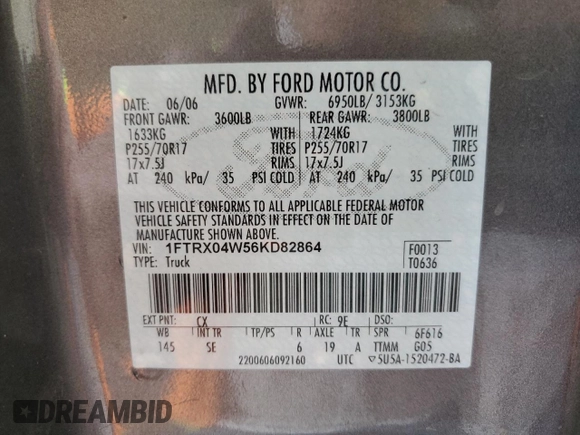 MFD. BY FORD MOTOR CO.
DATE: 06/06 GVWR: 6950LB/ 3153KG
FRONT GAWR: 3600LB REAR GAWR: 3800LB
1633KG WITH 1724KG WITH
P255/70R17 TIRES P255/70R17 TIRES
17x7.5J RIMS 17x7.5J RIMS
AT 240 kPa/ 35 PSI COLD AT 240 kPa/ 35 PSI COLD
Ford
THIS VEHICLE CONFORMS TO ALL APPLICABLE FEDERAL MOTOR
VEHICLE SAFETY STANDARDS IN EFFECT ON THE DATE OF
MANUFACTURE SHOWN ABOVE.
VIN: 1FTRX04W56KD82864 F0013
TYPE: Truck T0636
EXT PNT: CX RC: 9E DSO:
WB INT TR TP/PS R AXLE TR SPR 6F616
145 SE 6 19 A TTMM G05
2200606092160 UTC 5U5A-1520472-BA
DREAMBID